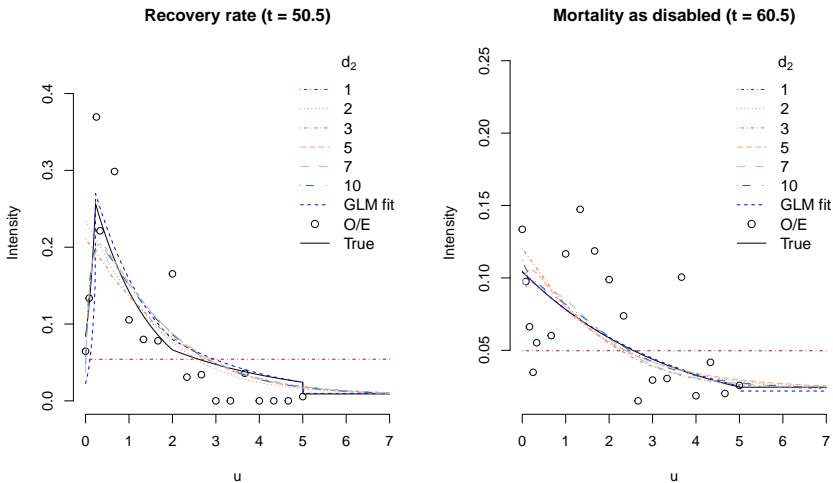 Recovery rate (t = 50.5)
Intensity
0.4
0.3
0.2
0.1
0.0
0 1 2 3 4 5 6 7
u
d2
1
2
3
5
7
10
GLM fit
O/E
True
Mortality as disabled (t = 60.5)
Intensity
0.25
0.20
0.15
0.10
0.05
0 1 2 3 4 5 6 7
u
d2
1
2
3
5
7
10
GLM fit
O/E
True